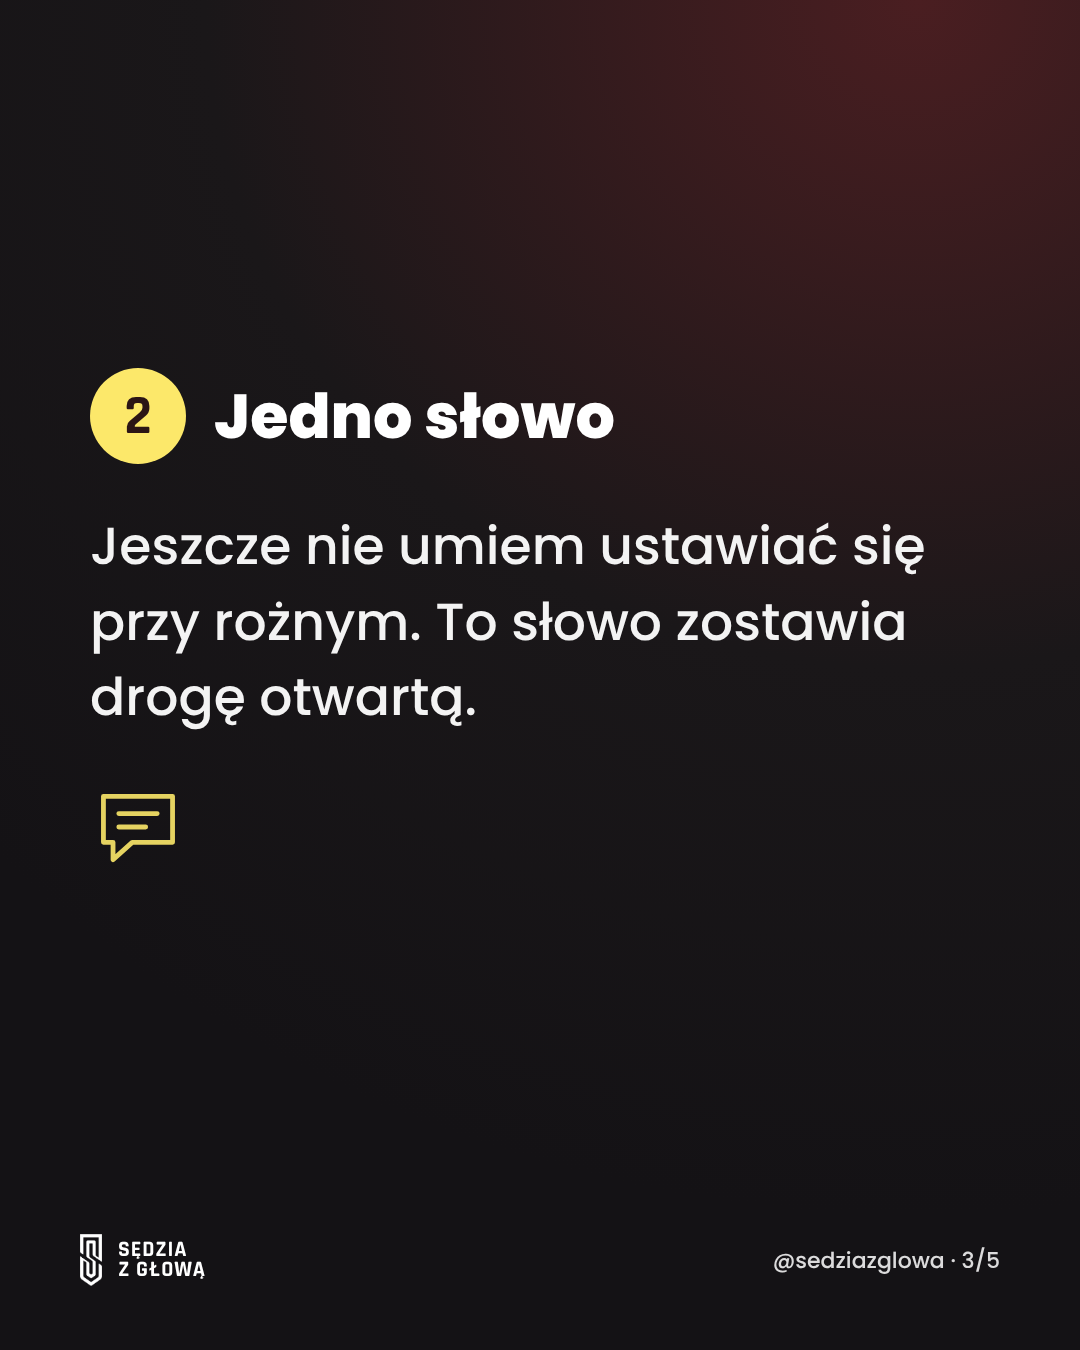 2 Jedno słowo
Jeszcze nie umiem ustawiać się
przy rożnym. To słowo zostawia
drogę otwartą.
SĘDZIA
Z GŁOWĄ
@sedziazglowa · 3/5